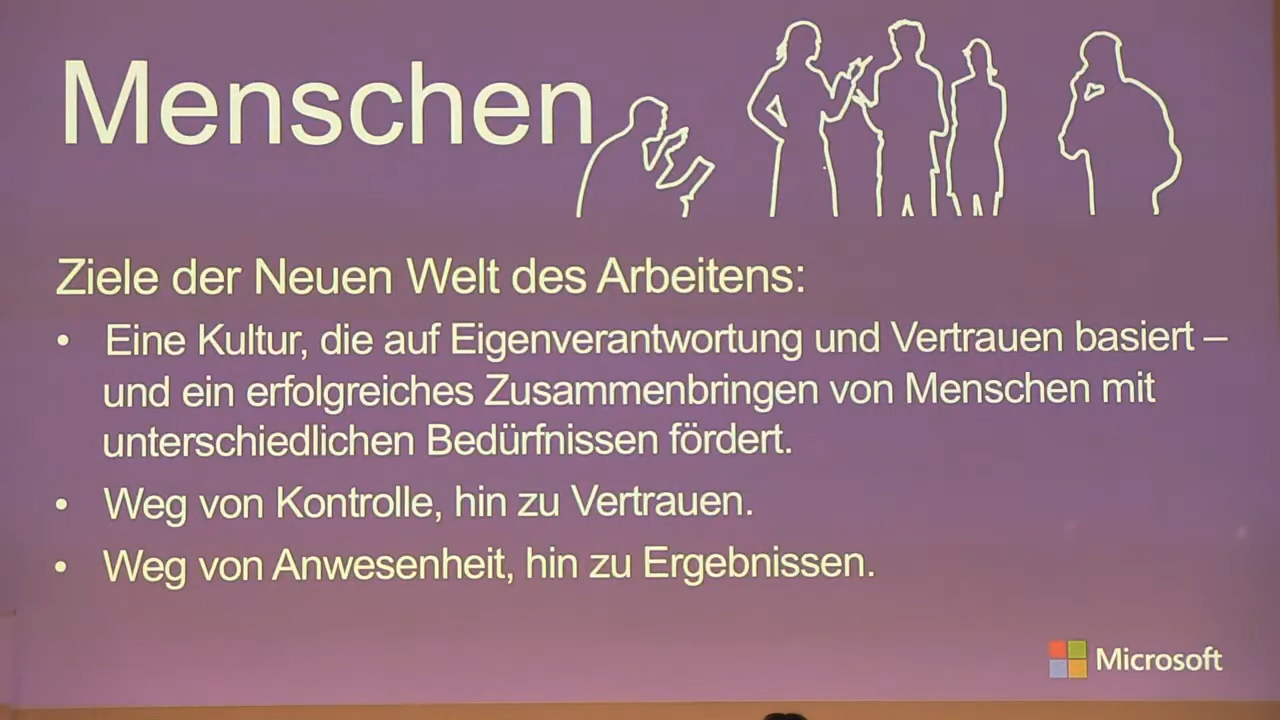 Menschen
Ziele der Neuen Welt des Arbeitens:
• Eine Kultur, die auf Eigenverantwortung und Vertrauen basiert –
und ein erfolgreiches Zusammenbringen von Menschen mit
unterschiedlichen Bedürfnissen fördert.
• Weg von Kontrolle, hin zu Vertrauen.
• Weg von Anwesenheit, hin zu Ergebnissen.
Microsoft